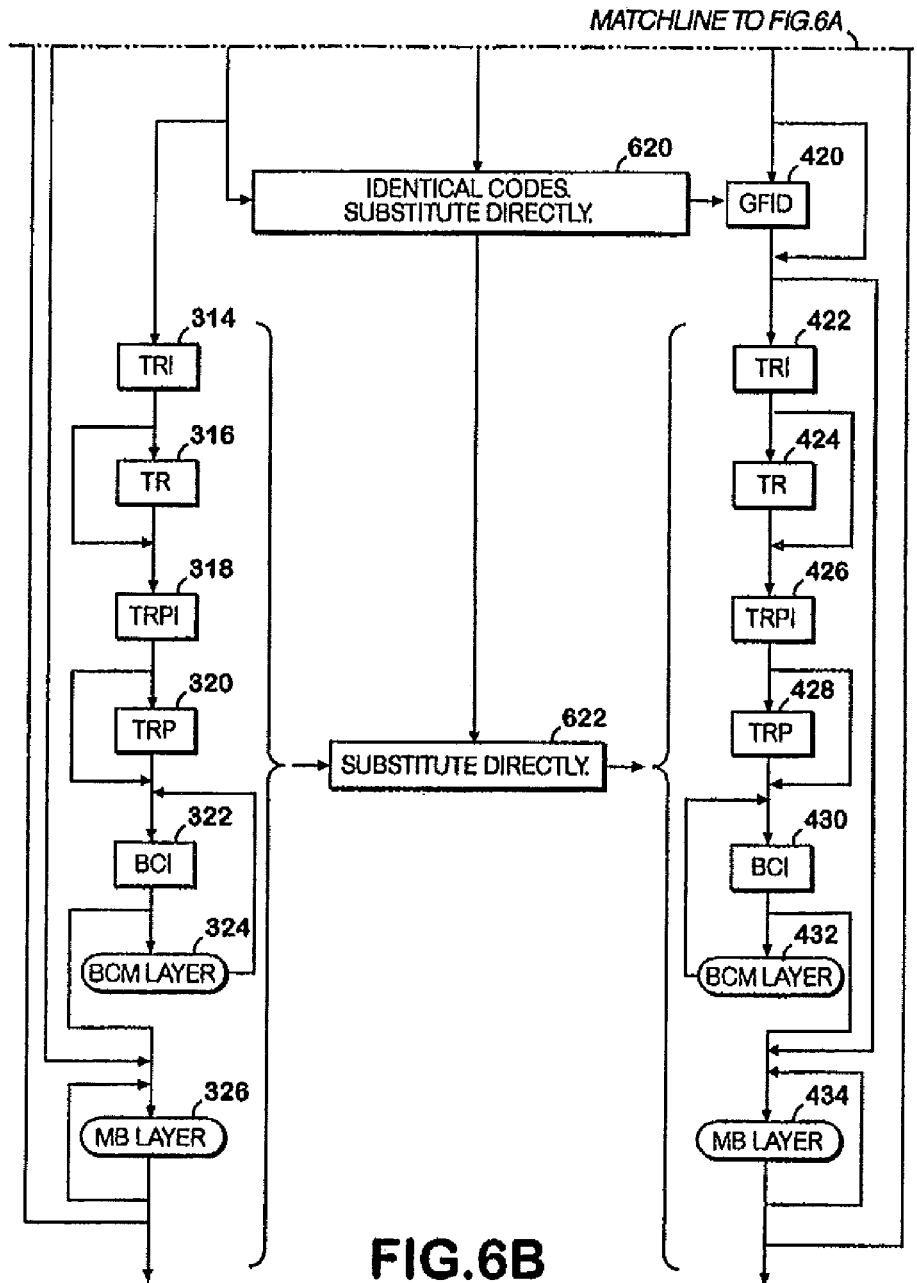 MATCHLINE TO FIG.6A
620
420
IDENTICAL CODES.
SUBSTITUTE DIRECTLY.
GFID
314
422
TRI
TRI
316
424
TR
TR
318
426
TRPI
TRPI
320
428
TRP
TRP
622
SUBSTITUTE DIRECTLY.
322
430
BCI
BCI
324
432
BCM LAYER
BCM LAYER
326
434
MB LAYER
MB LAYER
FIG.6B